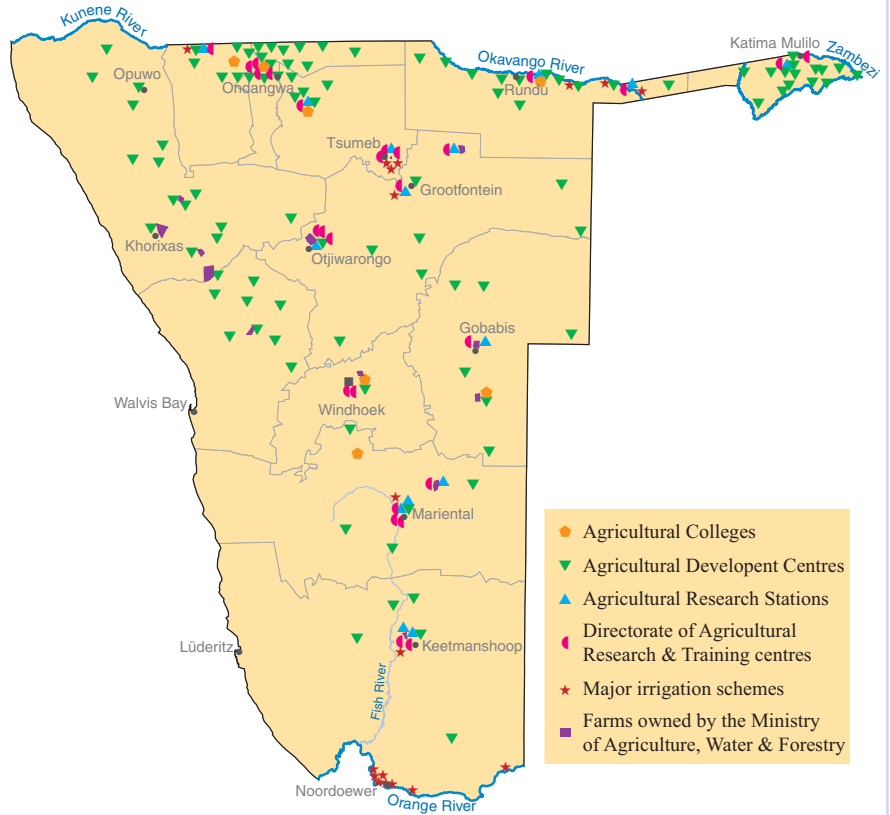 Kunene River
Katima Mulilo
Zambezi
Okavango River
Opuwo
Ondangwa
Rundu
Tsumeb
Grootfontein
Khorixas
Otjiwarongo
Gobabis
Walvis Bay
Windhoek
Mariental
Lüderitz
Keetmanshoop
Fish River
Noordoewer
Orange River
Agricultural Colleges
Agricultural Developent Centres
Agricultural Research Stations
Directorate of Agricultural
Research & Training centres
Major irrigation schemes
Farms owned by the Ministry
of Agriculture, Water & Forestry